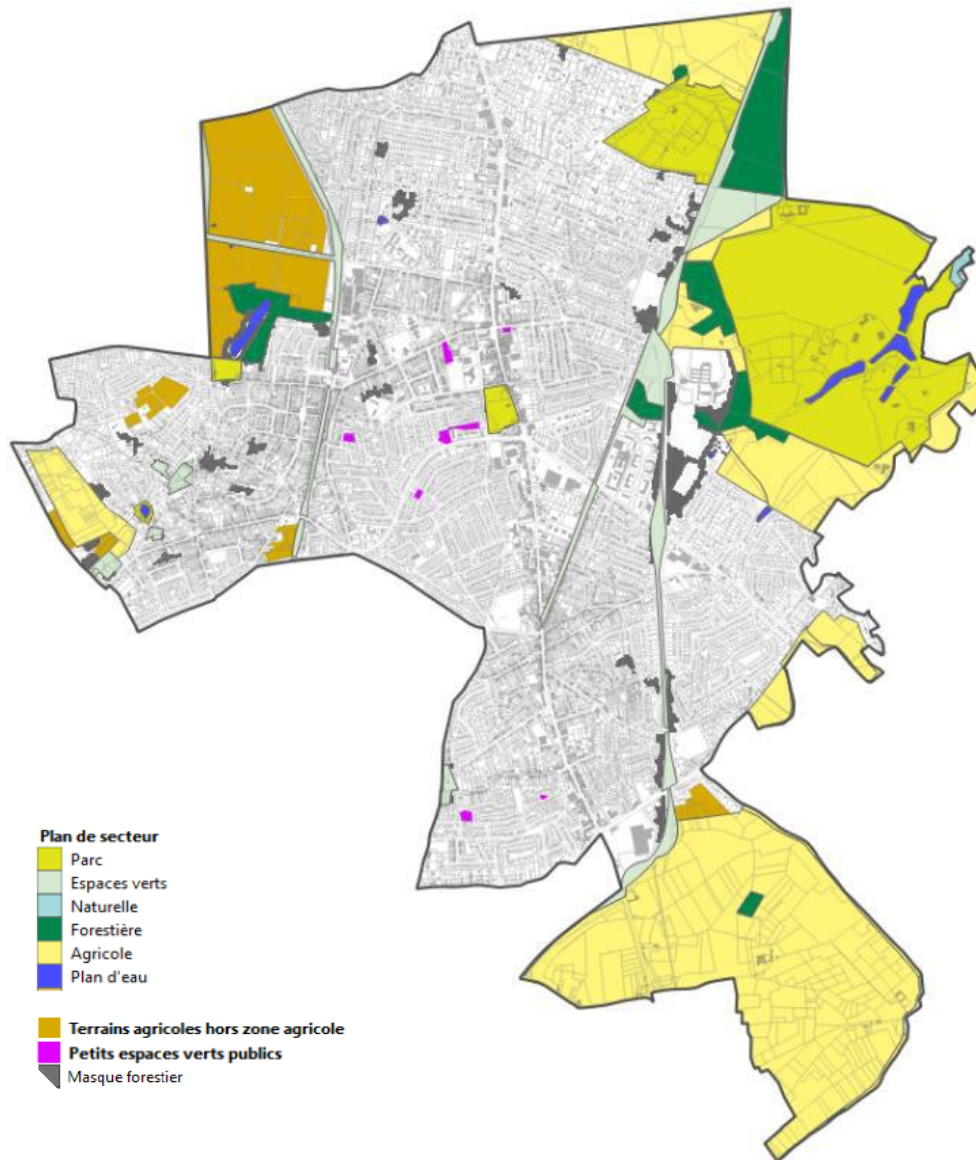 Plan de secteur
Parc
Espaces verts
Naturelle
Forestière
Agricole
Plan d'eau
Terrains agricoles hors zone agricole
Petits espaces verts publics
Masque forestier